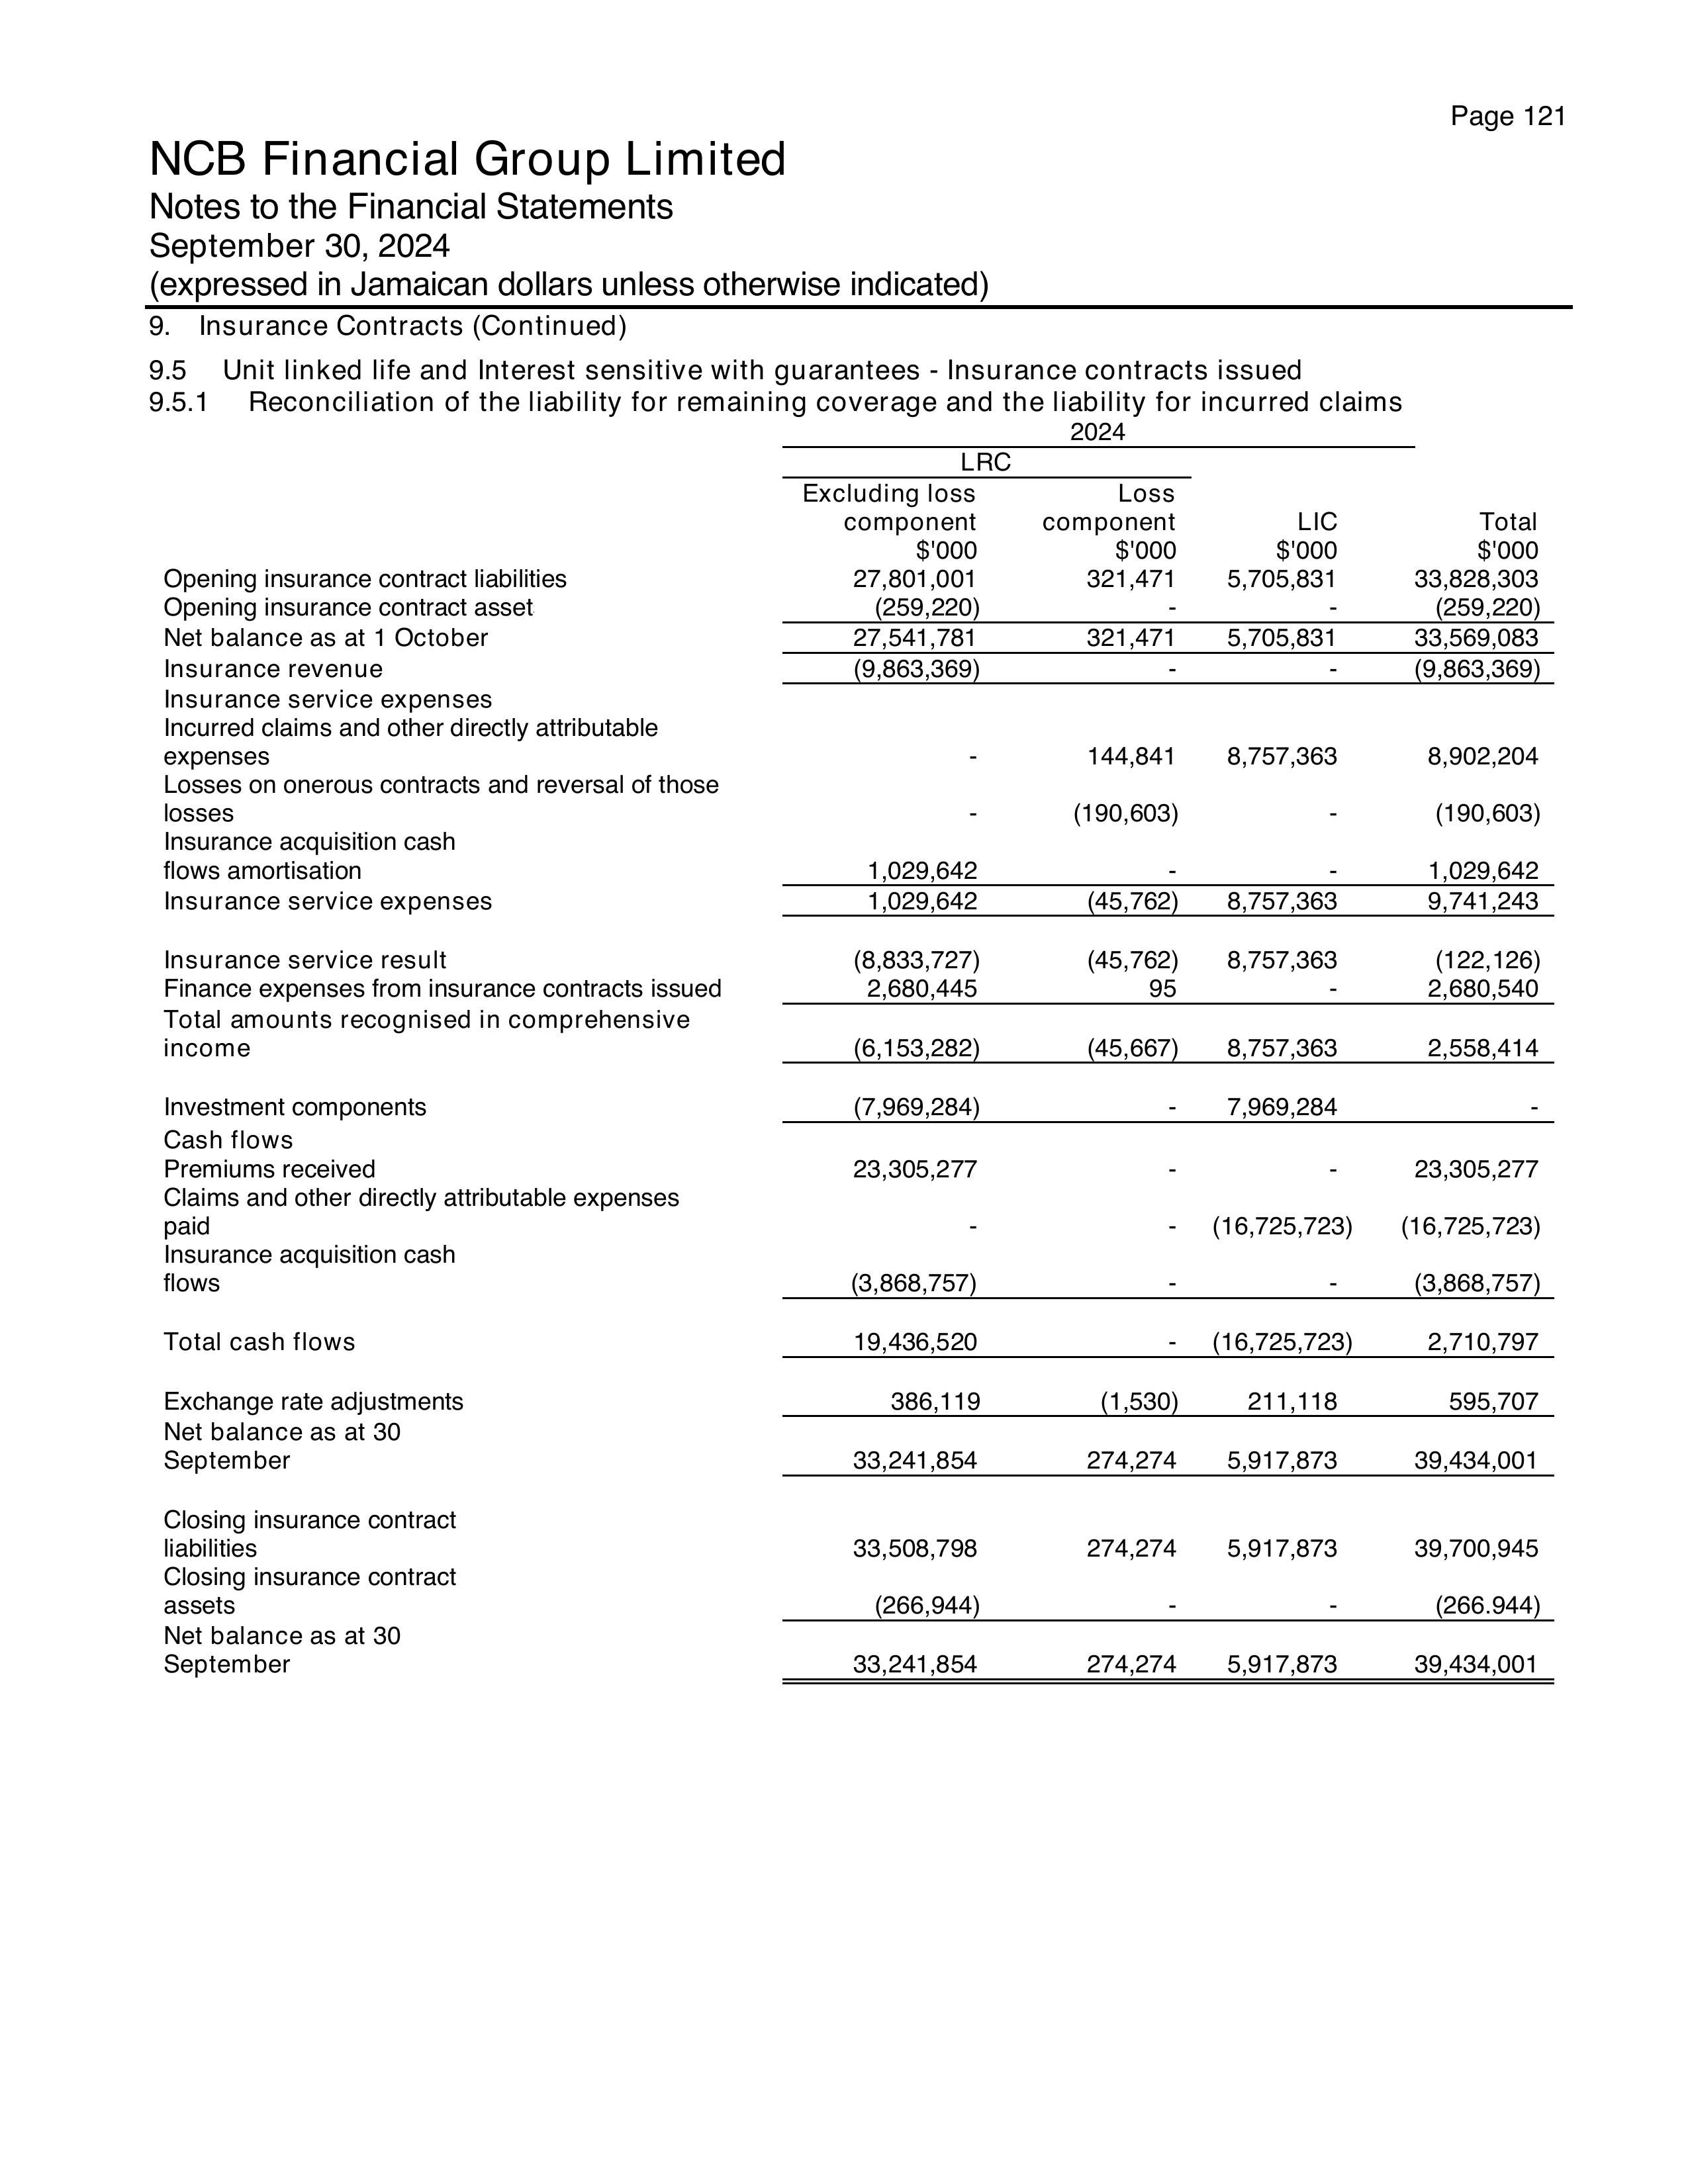 Page 121
NCB Financial Group Limited
Notes to the Financial Statements
September 30, 2024
(expressed in Jamaican dollars unless otherwise indicated)
9. Insurance Contracts (Continued)
9.5 Unit linked life and Interest sensitive with guarantees - Insurance contracts issued
9.5.1 Reconciliation of the liability for remaining coverage and the liability for incurred claims
2024
LRC
Excluding loss Loss
component component LIC Total
$'000 $'000 $'000 $'000
Opening insurance contract liabilities 27,801,001 321,471 5,705,831 33,828,303
Opening insurance contract asset (259,220) - - (259,220)
Net balance as at 1 October 27,541,781 321,471 5,705,831 33,569,083
Insurance revenue (9,863,369) - - (9,863,369)
Insurance service expenses
Incurred claims and other directly attributable
expenses - 144,841 8,757,363 8,902,204
Losses on onerous contracts and reversal of those
losses - (190,603) - (190,603)
Insurance acquisition cash
flows amortisation 1,029,642 - - 1,029,642
Insurance service expenses 1,029,642 (45,762) 8,757,363 9,741,243
Insurance service result (8,833,727) (45,762) 8,757,363 (122,126)
Finance expenses from insurance contracts issued 2,680,445 95 - 2,680,540
Total amounts recognised in comprehensive
income (6,153,282) (45,667) 8,757,363 2,558,414
Investment components (7,969,284) - 7,969,284 -
Cash flows
Premiums received 23,305,277 - - 23,305,277
Claims and other directly attributable expenses
paid - - (16,725,723) (16,725,723)
Insurance acquisition cash
flows (3,868,757) - - (3,868,757)
Total cash flows 19,436,520 - (16,725,723) 2,710,797
Exchange rate adjustments 386,119 (1,530) 211,118 595,707
Net balance as at 30
September 33,241,854 274,274 5,917,873 39,434,001
Closing insurance contract
liabilities 33,508,798 274,274 5,917,873 39,700,945
Closing insurance contract
assets (266,944) - - (266.944)
Net balance as at 30
September 33,241,854 274,274 5,917,873 39,434,001